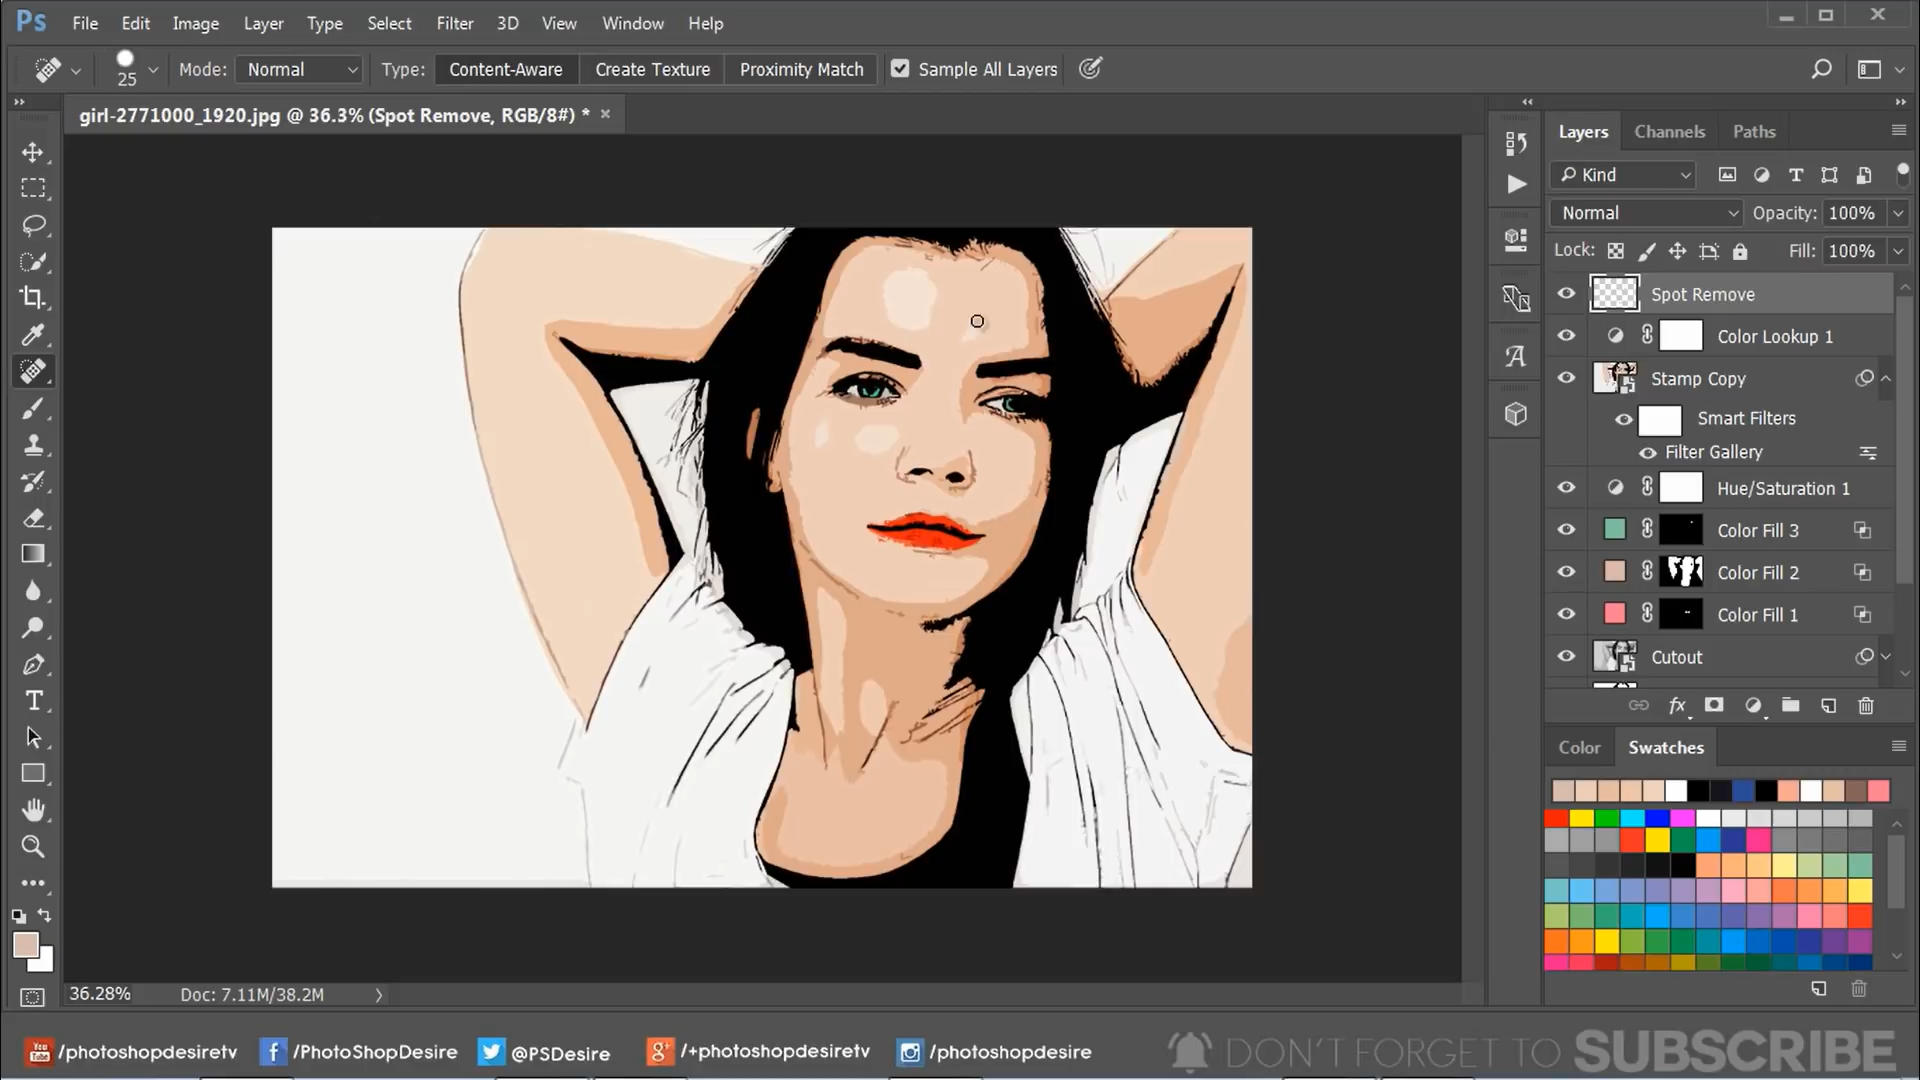 Ps File Edit Image Layer Type Select Filter 3D View Window Help
25 Mode: Normal Type: Content-Aware Create Texture Proximity Match Sample All Layers
girl-2771000_1920.jpg @ 36.3% (Spot Remove, RGB/8#) * ×
Layers Channels Paths
Kind
Normal Opacity: 100%
Lock: Fill: 100%
Spot Remove
Color Lookup 1
Stamp Copy
Smart Filters
Filter Gallery
Hue/Saturation 1
Color Fill 3
Color Fill 2
Color Fill 1
Cutout
fx
Color Swatches
36.28% Doc: 7.11M/38.2M
You Tube /photoshopdesiretv /PhotoShopDesire @PSDesire g+ /+photoshopdesiretv /photoshopdesire DON'T FORGET TO SUBSCRIBE